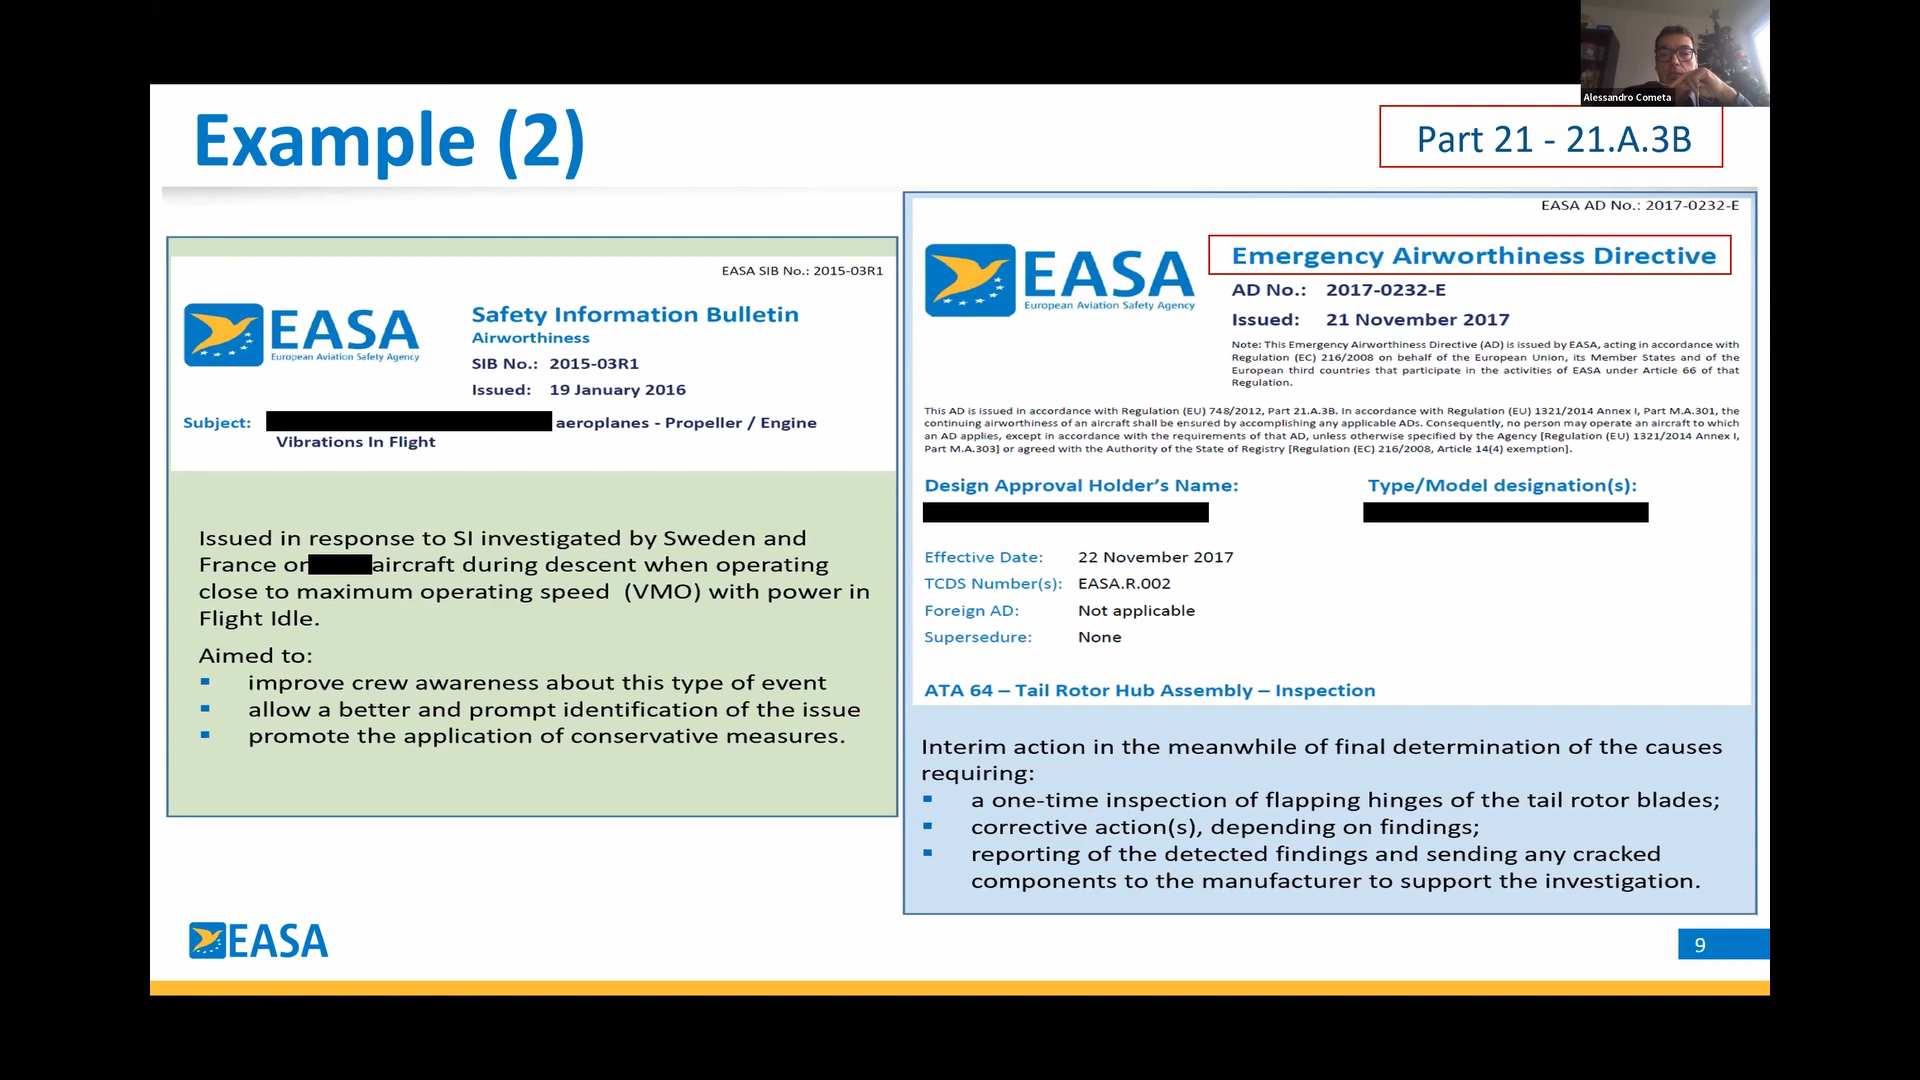 Alessandro Cometa
Example (2)
Part 21 - 21.A.3B
EASA SIB No.: 2015-03R1
EASA
European Aviation Safety Agency
Safety Information Bulletin
Airworthiness
SIB No.: 2015-03R1
Issued: 19 January 2016
Subject: aeroplanes - Propeller / Engine
Vibrations In Flight
Issued in response to SI investigated by Sweden and
France on aircraft during descent when operating
close to maximum operating speed (VMO) with power in
Flight Idle.
Aimed to:
▪ improve crew awareness about this type of event
▪ allow a better and prompt identification of the issue
▪ promote the application of conservative measures.
EASA AD No.: 2017-0232-E
EASA
European Aviation Safety Agency
Emergency Airworthiness Directive
AD No.: 2017-0232-E
Issued: 21 November 2017
Note: This Emergency Airworthiness Directive (AD) is issued by EASA, acting in accordance with
Regulation (EC) 216/2008 on behalf of the European Union, its Member States and of the
European third countries that participate in the activities of EASA under Article 66 of that
Regulation.
This AD is issued in accordance with Regulation (EU) 748/2012, Part 21.A.3B. In accordance with Regulation (EU) 1321/2014 Annex I, Part M.A.301, the
continuing airworthiness of an aircraft shall be ensured by accomplishing any applicable ADs. Consequently, no person may operate an aircraft to which
an AD applies, except in accordance with the requirements of that AD, unless otherwise specified by the Agency [Regulation (EU) 1321/2014 Annex I,
Part M.A.303] or agreed with the Authority of the State of Registry [Regulation (EC) 216/2008, Article 14(4) exemption].
Design Approval Holder's Name: Type/Model designation(s):
Effective Date: 22 November 2017
TCDS Number(s): EASA.R.002
Foreign AD: Not applicable
Supersedure: None
ATA 64 – Tail Rotor Hub Assembly – Inspection
Interim action in the meanwhile of final determination of the causes
requiring:
▪ a one-time inspection of flapping hinges of the tail rotor blades;
▪ corrective action(s), depending on findings;
▪ reporting of the detected findings and sending any cracked
components to the manufacturer to support the investigation.
EASA
9